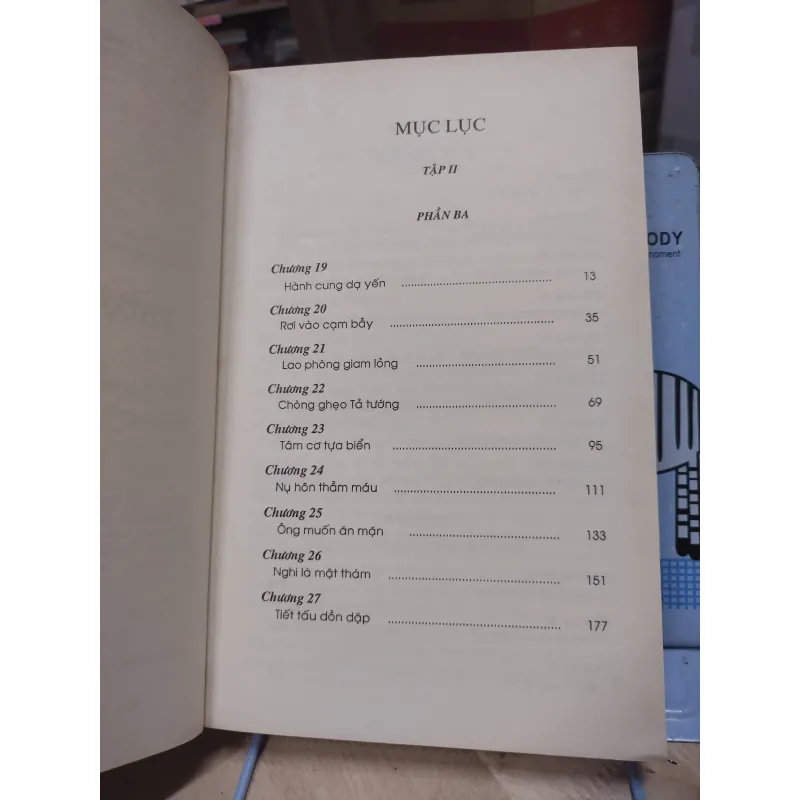 MỤC LỤC
TẬP II
PHẦN BA
Chương 19
Hành cung dạ yến ........................................ 13
Chương 20
Rơi vào cạm bẫy ........................................ 35
Chương 21
Lao phòng giam lỏng ........................................ 51
Chương 22
Chòng ghẹo Tả tướng ........................................ 69
Chương 23
Tâm cơ tựa biển ........................................ 95
Chương 24
Nụ hôn thẫm máu ........................................ 111
Chương 25
Ông muốn ăn mặn ........................................ 133
Chương 26
Nghi là mật thám ........................................ 151
Chương 27
Tiết tấu dồn dập ........................................ 177
ODY
moment